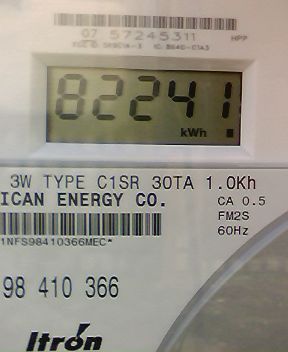 07 57245311 HPP
82241
kWh
3W TYPE C1SR 30TA 1.0Kh
ICAN ENERGY CO. CA 0.5
FM2S
60Hz
1NFS98410366MEC*
98 410 366
Itron